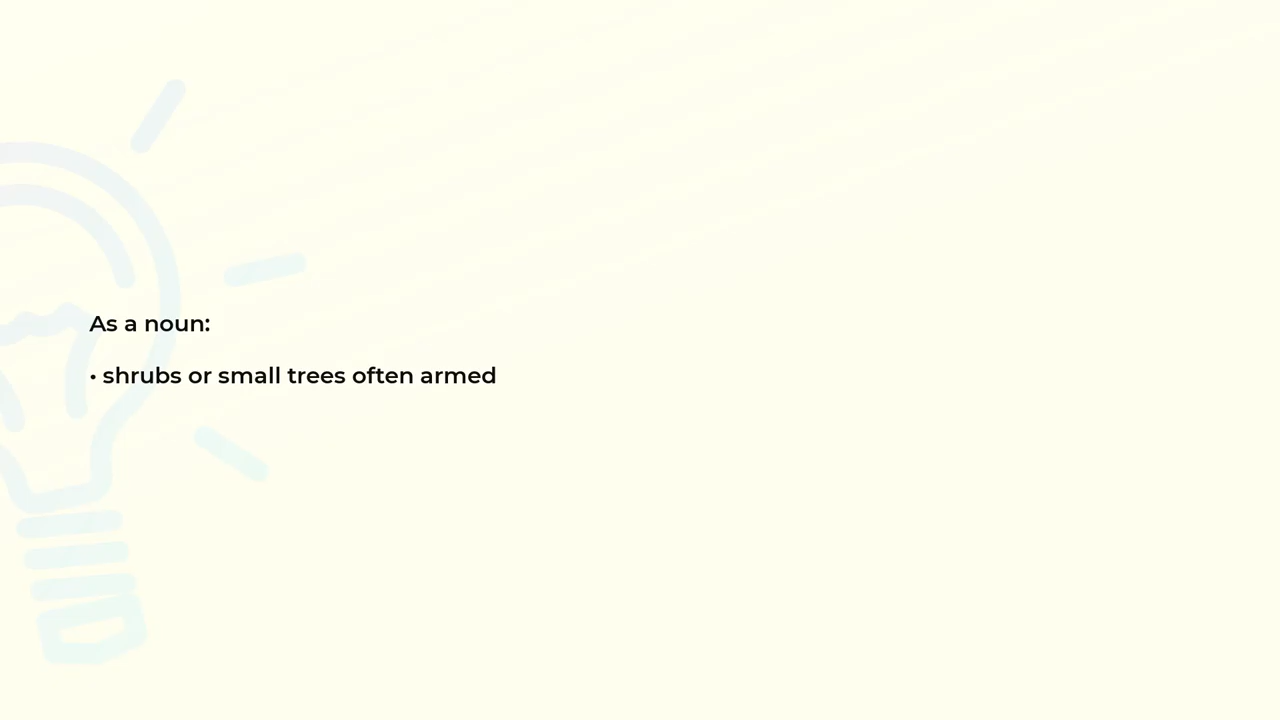 As a noun:
• shrubs or small trees often armed